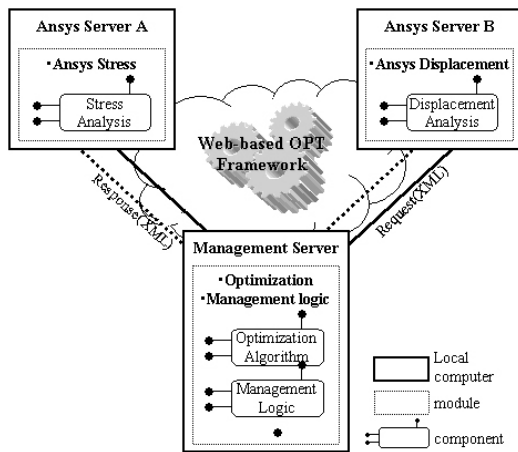 Ansys Server A
·Ansys Stress
Stress
Analysis
Ansys Server B
·Ansys Displacement
Displacement
Analysis
Web-based OPT
Framework
Response(XML)
Request(XML)
Management Server
·Optimization
·Management logic
Optimization
Algorithm
Management
Logic
Local
computer
module
component